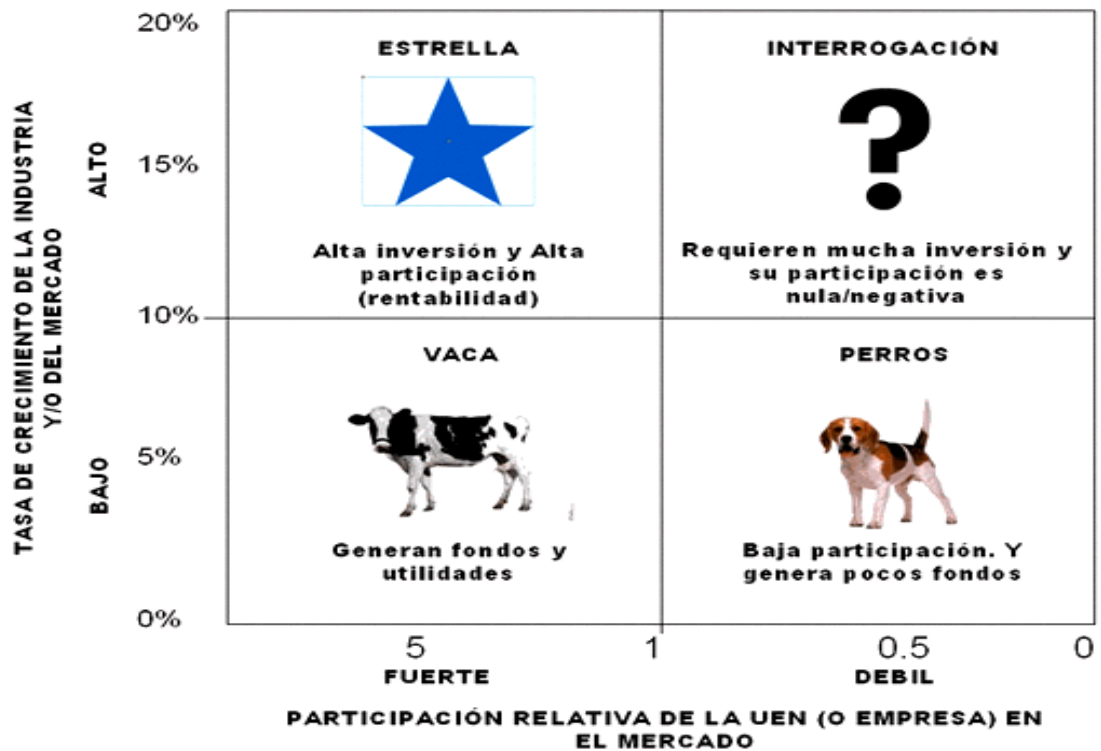 20%
ESTRELLA
INTERROGACIÓN
?
15%
ALTO
TASA DE CRECIMIENTO DE LA INDUSTRIA
Y/O DEL MERCADO
Alta inversión y Alta
participación
(rentabilidad)
Requieren mucha inversión y
su participación es
nula/negativa
10%
VACA
PERROS
5%
BAJO
Generan fondos y
utilidades
Baja participación. Y
genera pocos fondos
0%
5
1
0.5
0
FUERTE
DEBIL
PARTICIPACIÓN RELATIVA DE LA UEN (O EMPRESA) EN
EL MERCADO